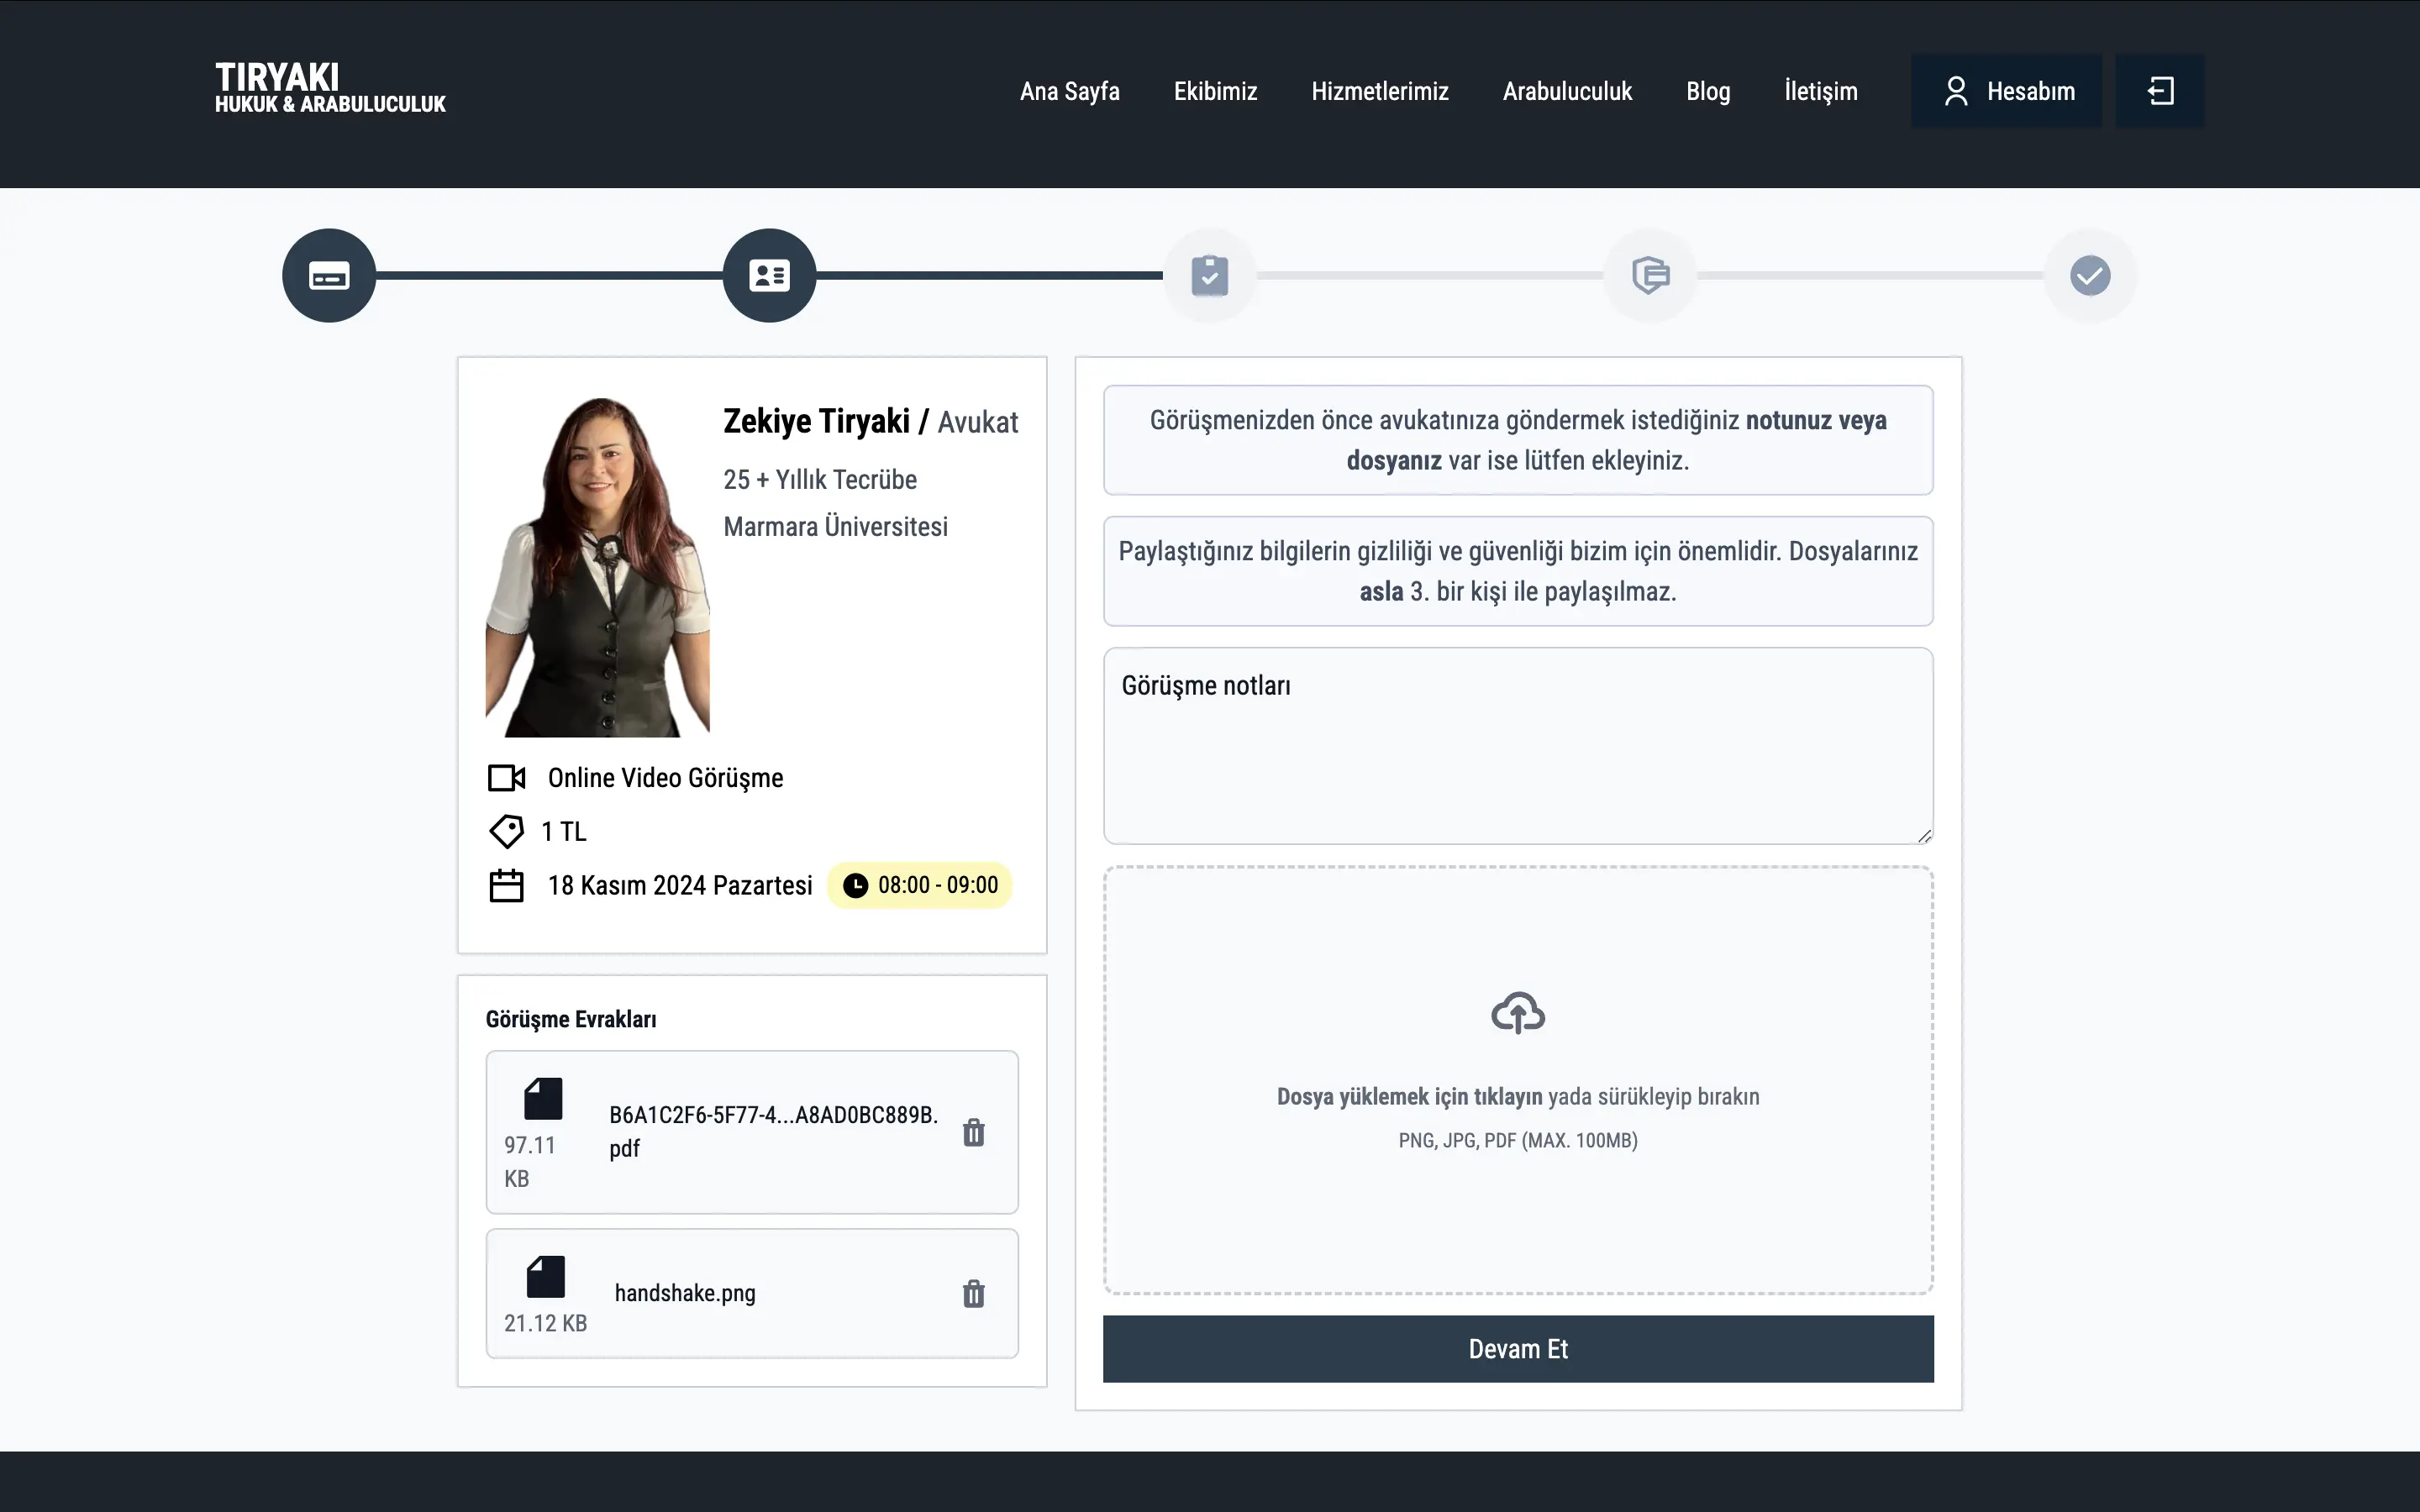 TIRYAKI
HUKUK & ARABULUCULUK
Ana Sayfa
Ekibimiz
Hizmetlerimiz
Arabuluculuk
Blog
İletişim
Hesabım
Zekiye Tiryaki / Avukat
25 + Yıllık Tecrübe
Marmara Üniversitesi
Online Video Görüşme
1 TL
18 Kasım 2024 Pazartesi
08:00 - 09:00
Görüşme Evrakları
97.11
KB
B6A1C2F6-5F77-4...A8AD0BC889B.
pdf
21.12 KB
handshake.png
Görüşmenizden önce avukatınıza göndermek istediğiniz notunuz veya
dosyanız var ise lütfen ekleyiniz.
Paylaştığınız bilgilerin gizliliği ve güvenliği bizim için önemlidir. Dosyalarınız
asla 3. bir kişi ile paylaşılmaz.
Görüşme notları
Dosya yüklemek için tıklayın yada sürükleyip bırakın
PNG, JPG, PDF (MAX. 100MB)
Devam Et